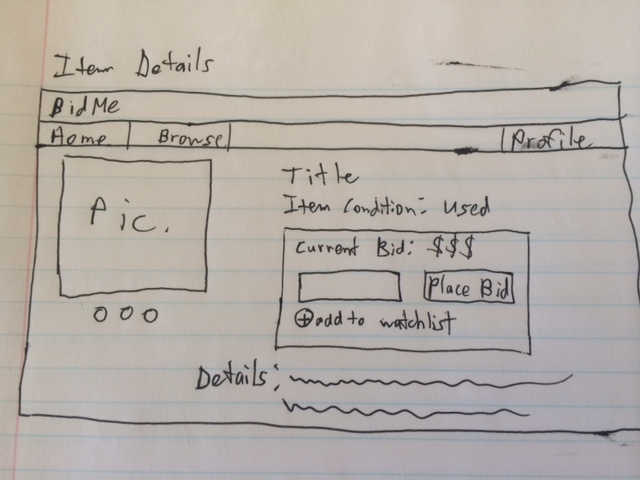 Item Details
BidMe
Home Browse Profile
Pic.
Title
Item Condition: Used
Current Bid: $$$
Place Bid
⊕ add to watchlist
Details: